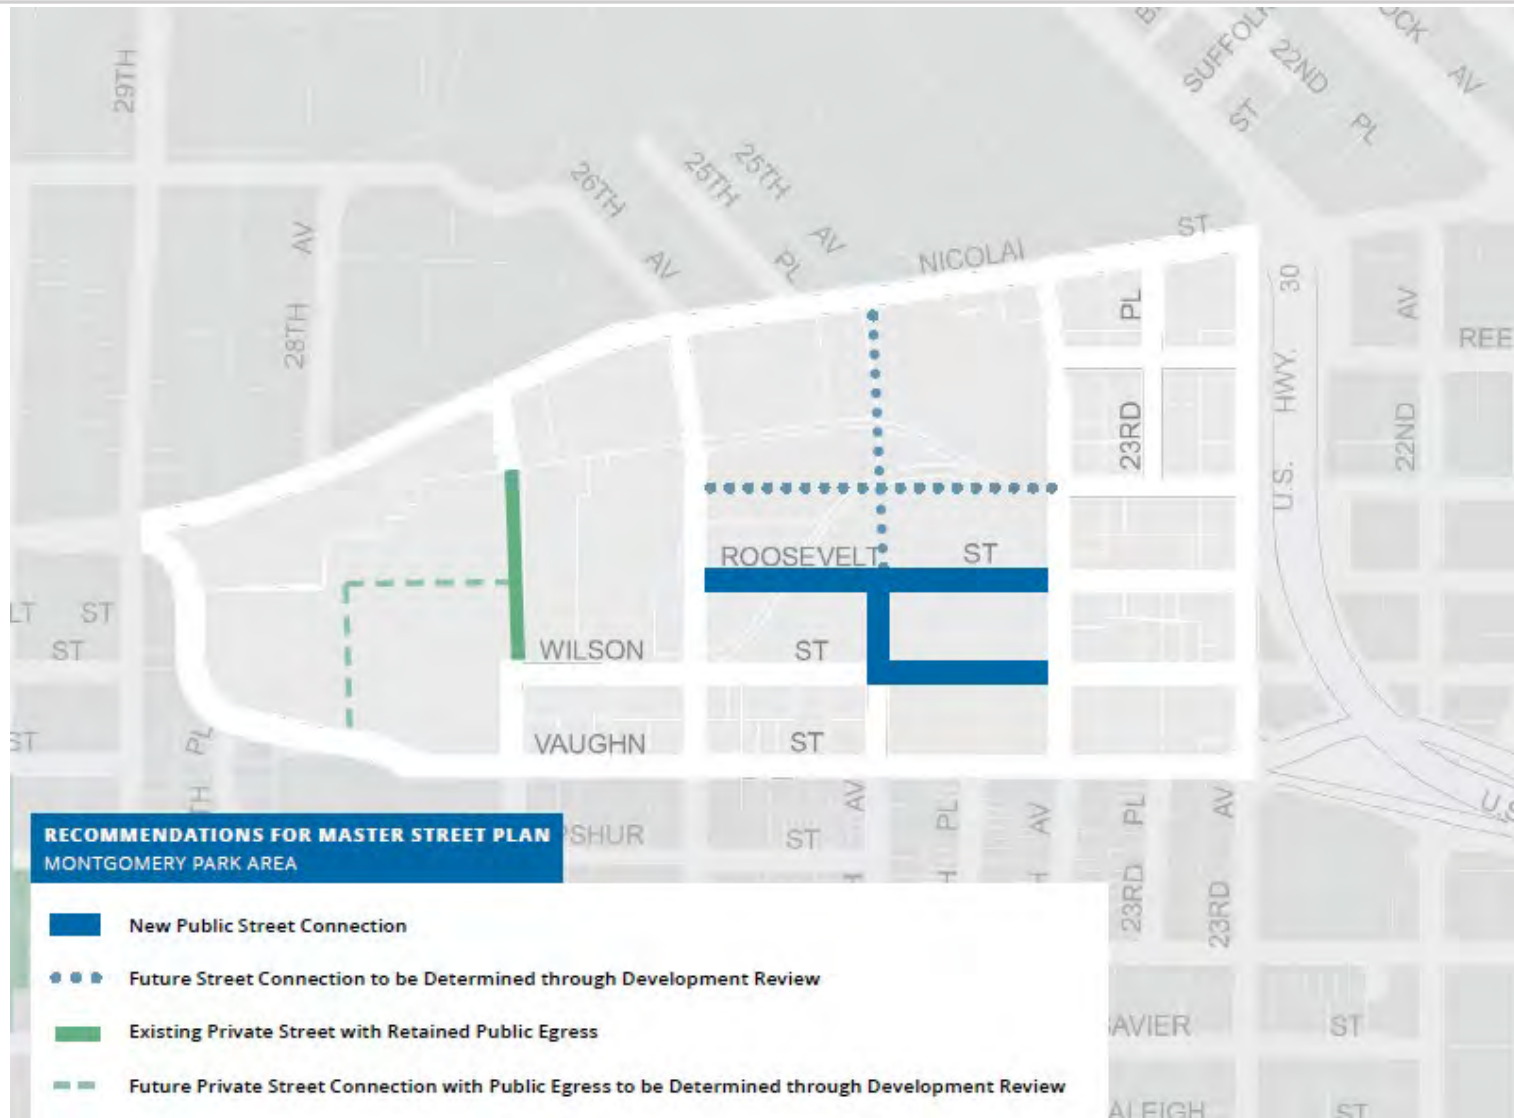 29TH
SUFFOLK
ST
22ND
PL
AV
26TH
AV
25TH
PL
25TH
AV
28TH
AV
NICOLAI
ST
PL
30
AV
23RD
HWY.
REE
22ND
U.S.
ROOSEVELT
ST
LT
ST
ST
WILSON
ST
ST
PL
VAUGHN
ST
TH
AV
PL
AV
PL
AV
PSHUR
ST
23RD
23RD
RECOMMENDATIONS FOR MASTER STREET PLAN
MONTGOMERY PARK AREA
New Public Street Connection
Future Street Connection to be Determined through Development Review
Existing Private Street with Retained Public Egress
Future Private Street Connection with Public Egress to be Determined through Development Review
SAVIER
ST
ALEIGH
ST